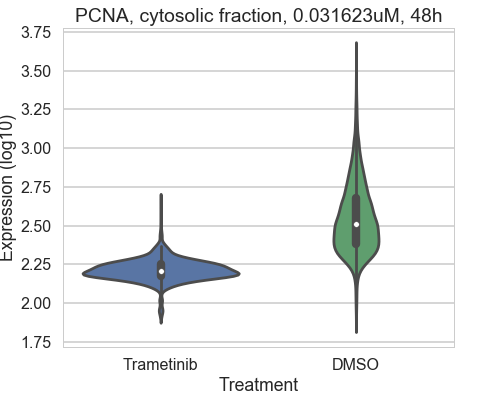 PCNA, cytosolic fraction, 0.031623uM, 48h
3.75
3.50
3.25
3.00
2.75
2.50
2.25
2.00
1.75
Expression (log10)
Trametinib
DMSO
Treatment